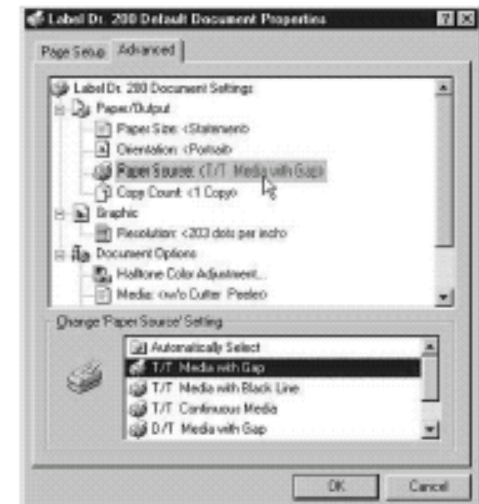 Label Dr. 200 Default Document Properties
Page Setup Advanced
Label Dr. 200 Document Settings
Paper/Output
Paper Size: <Statement>
Orientation: <Portrait>
Paper Source: <T/T Media with Gap>
Copy Count: <1 Copy>
Graphic
Resolution: <203 dots per inch>
Document Options
Halftone Color Adjustment...
Media: <w/o Cutter Peeler>
Change 'Paper Source' Setting
Automatically Select
T/T Media with Gap
T/T Media with Black Line
T/T Continuous Media
D/T Media with Gap
OK Cancel